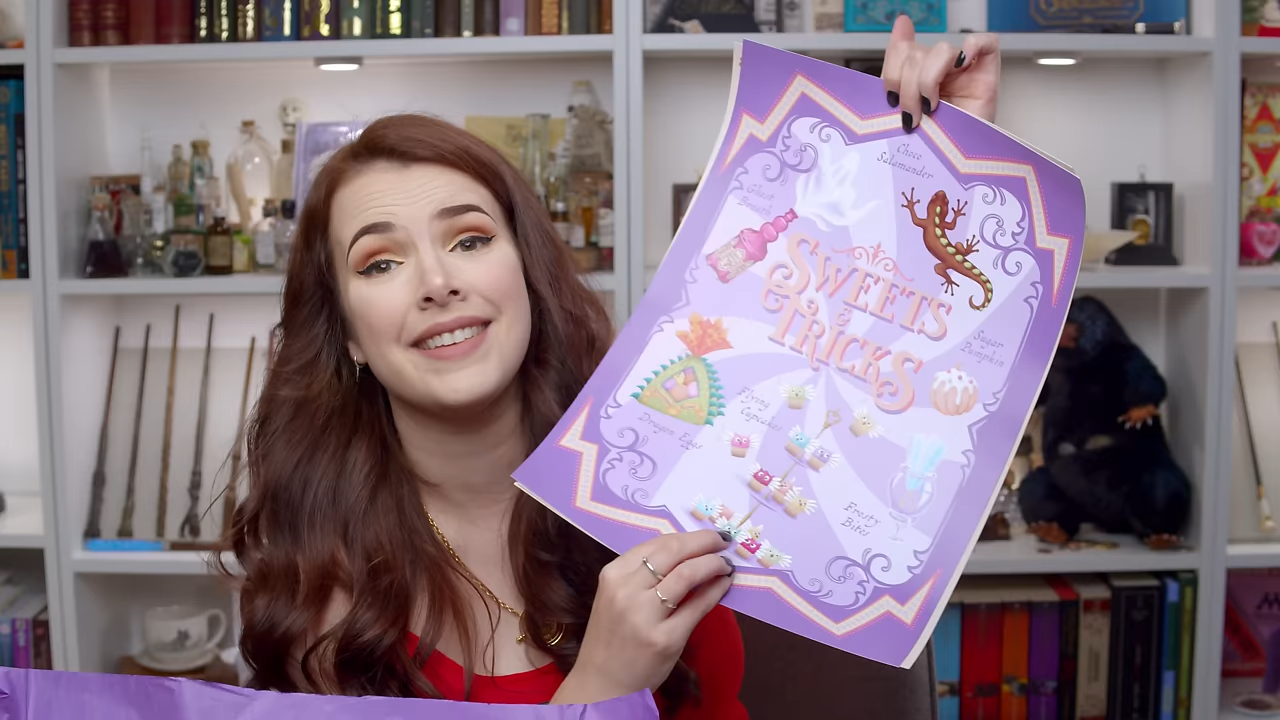 Choco
Salamander
Ghost
SWEETS
&
TRICKS
Sugar
Pumpkin
Dragon Eggs
Flying
Cupcakes
Frosty
Bites